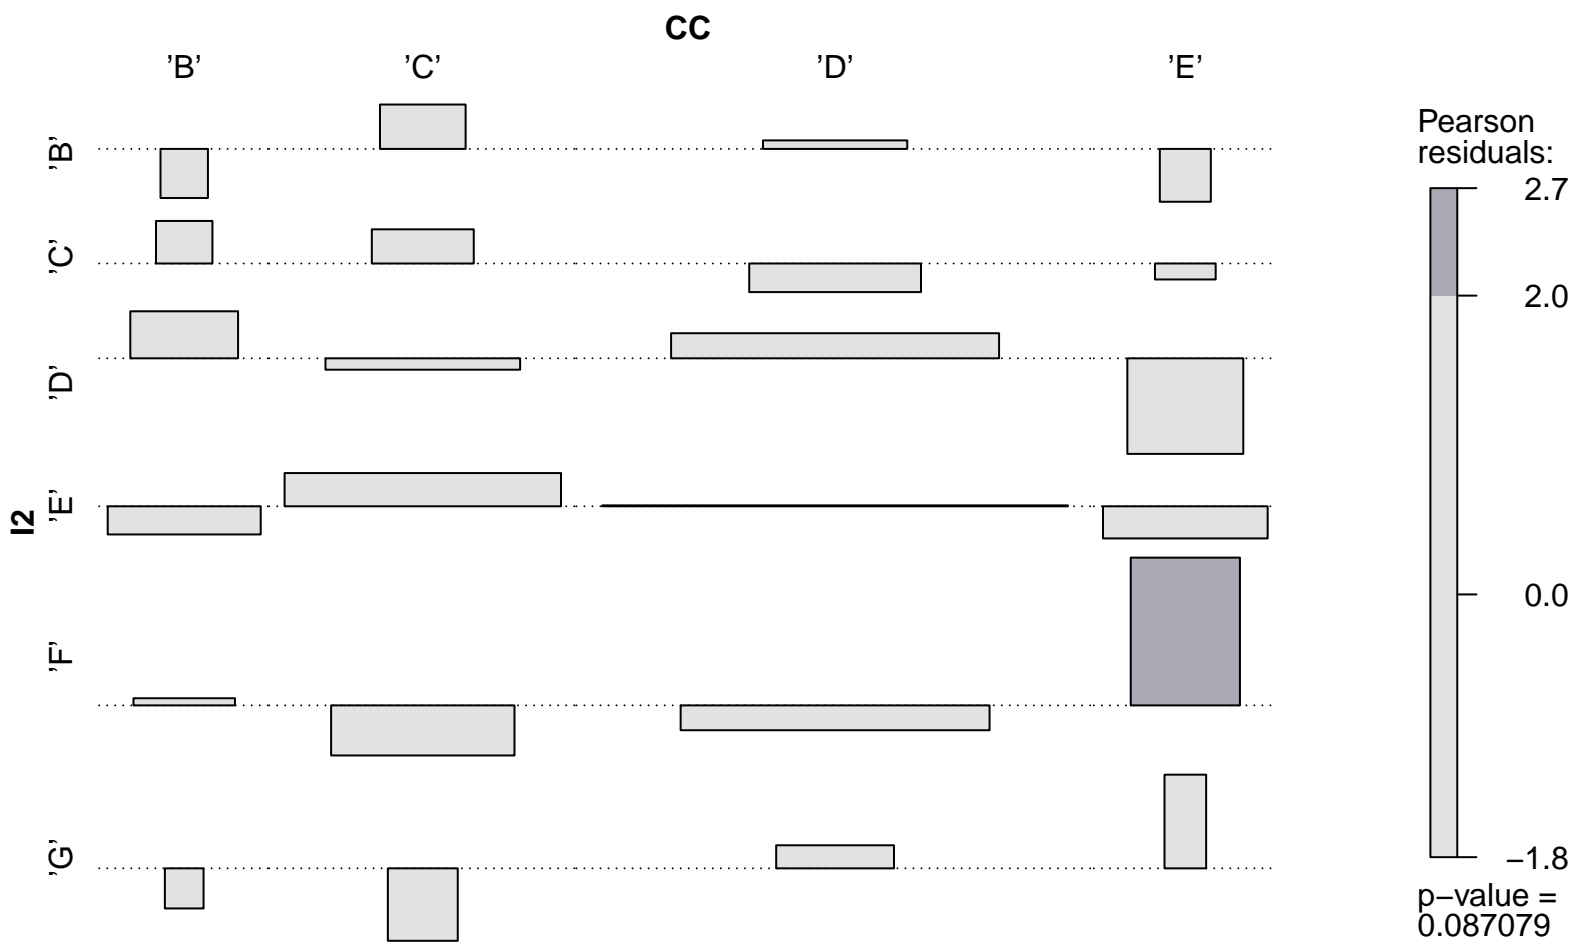 CC
’B’ ’C’ ’D’ ’E’
I2
’B’
’C’
’D’
’E’
’F’
’G’
Pearson
residuals:
2.7
2.0
0.0
−1.8
p−value =
0.087079